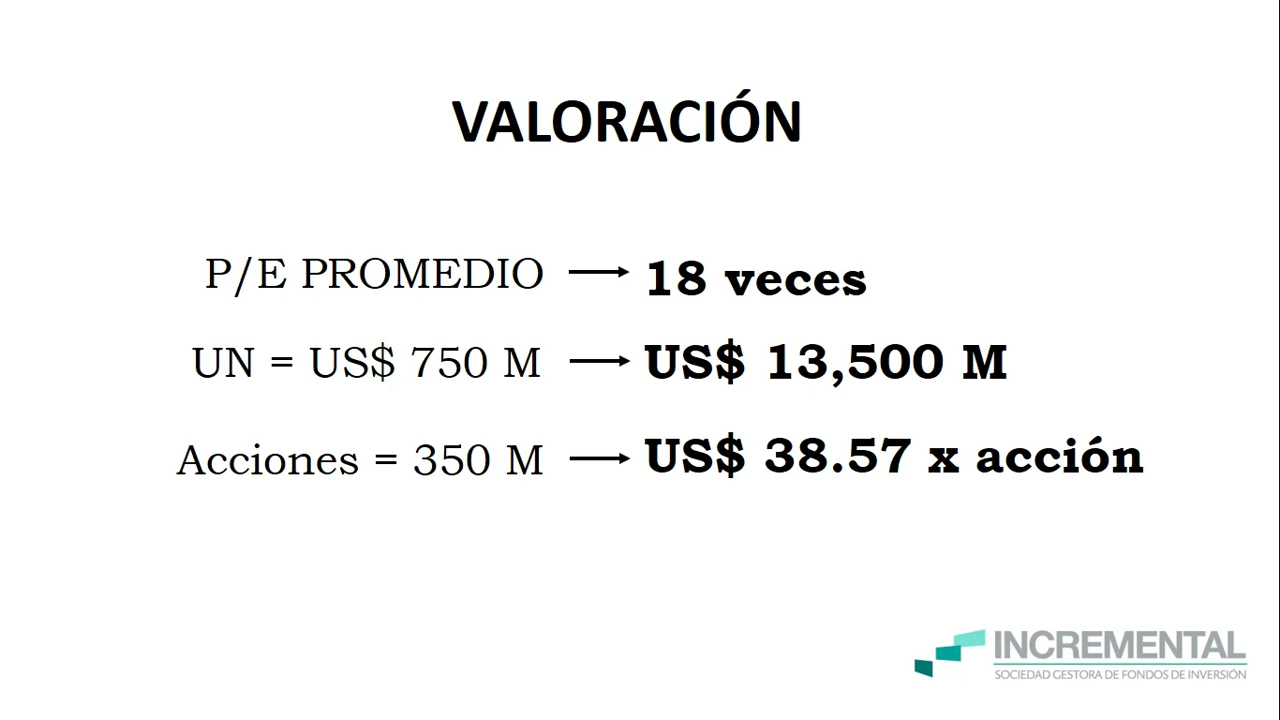 VALORACIÓN
P/E PROMEDIO → 18 veces
UN = US$ 750 M → US$ 13,500 M
Acciones = 350 M → US$ 38.57 x acción
INCREMENTAL
SOCIEDAD GESTORA DE FONDOS DE INVERSIÓN